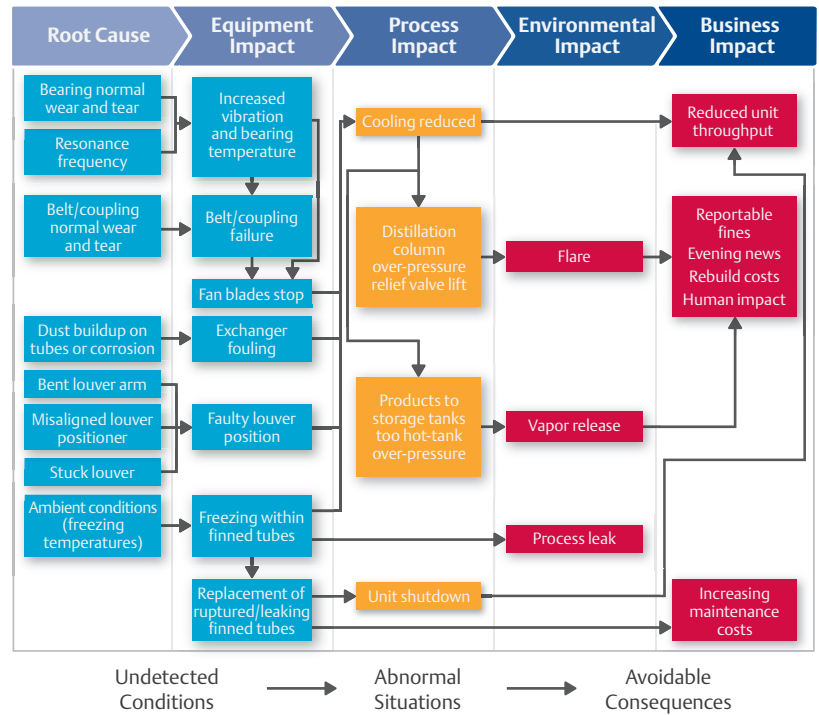 Root Cause
Equipment
Impact
Process
Impact
Environmental
Impact
Business
Impact
Bearing normal
wear and tear
Resonance
frequency
Belt/coupling
normal wear
and tear
Dust buildup on
tubes or corrosion
Bent louver arm
Misaligned louver
positioner
Stuck louver
Ambient conditions
(freezing
temperatures)
Increased
vibration
and bearing
temperature
Belt/coupling
failure
Fan blades stop
Exchanger
fouling
Faulty louver
position
Freezing within
finned tubes
Replacement of
ruptured/leaking
finned tubes
Cooling reduced
Distillation
column
over-pressure
relief valve lift
Products to
storage tanks
too hot-tank
over-pressure
Unit shutdown
Flare
Vapor release
Process leak
Reduced unit
throughput
Reportable
fines
Evening news
Rebuild costs
Human impact
Increasing
maintenance
costs
Undetected
Conditions
Abnormal
Situations
Avoidable
Consequences